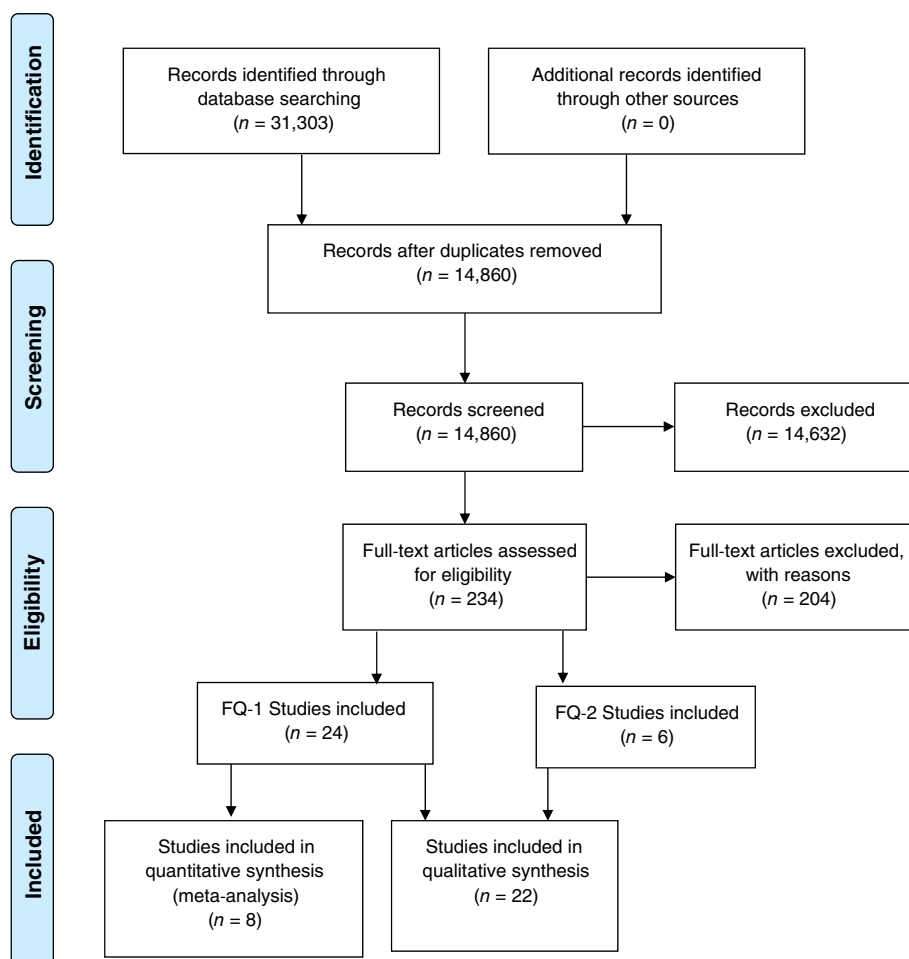 Identification
Records identified through
database searching
(n = 31,303)
Additional records identified
through other sources
(n = 0)
Records after duplicates removed
(n = 14,860)
Screening
Records screened
(n = 14,860)
Records excluded
(n = 14,632)
Eligibility
Full-text articles assessed
for eligibility
(n = 234)
Full-text articles excluded,
with reasons
(n = 204)
FQ-1 Studies included
(n = 24)
FQ-2 Studies included
(n = 6)
Included
Studies included in
quantitative synthesis
(meta-analysis)
(n = 8)
Studies included in
qualitative synthesis
(n = 22)